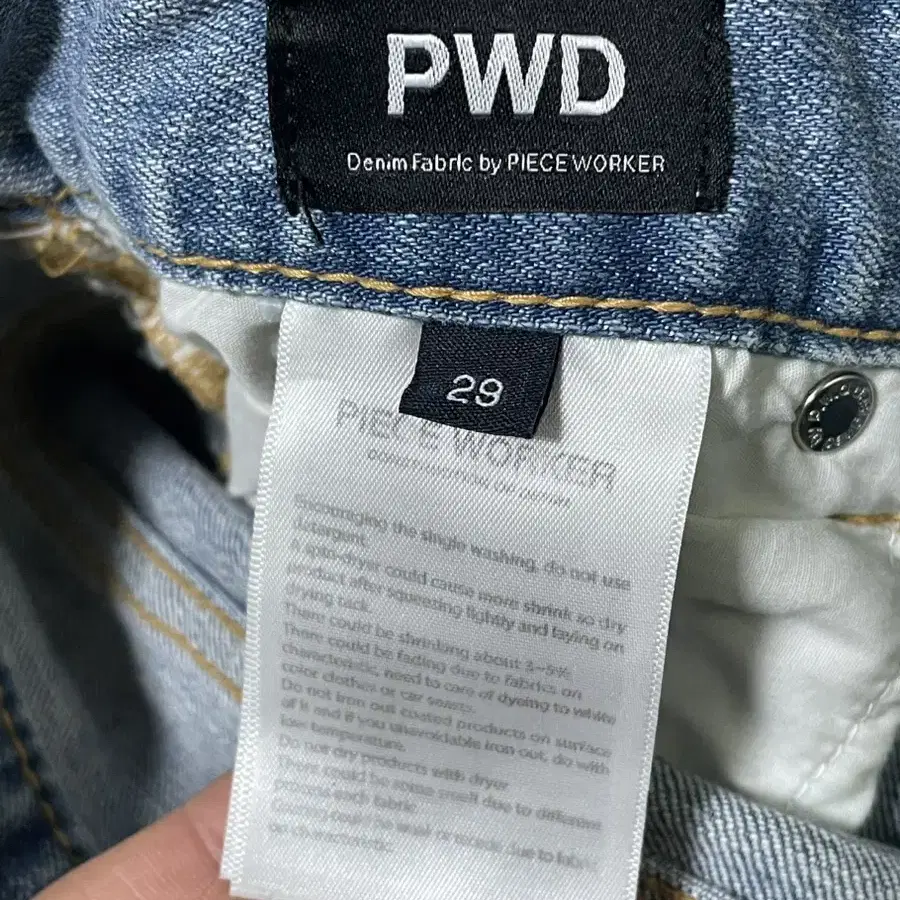 PWD
Denim Fabric by PIECE WORKER
29
PIECE WORKER
Encouraging the single washing, do not use
detergent.
A spin-dryer could cause more shrink so dry
product after squeezing lightly and laying on
drying rack.
There could be shrinking about 3~5%
There could be fading due to fabrics on
characteristic, need to care of dyeing to white
color clothes or car seats.
Do not iron out coated products on surface
of it and if you unavoidable iron out, do with
low temperature.
Do not dry products with dryer
There could be some smell due to different
process each fabric
due to fabric
on characteristic.